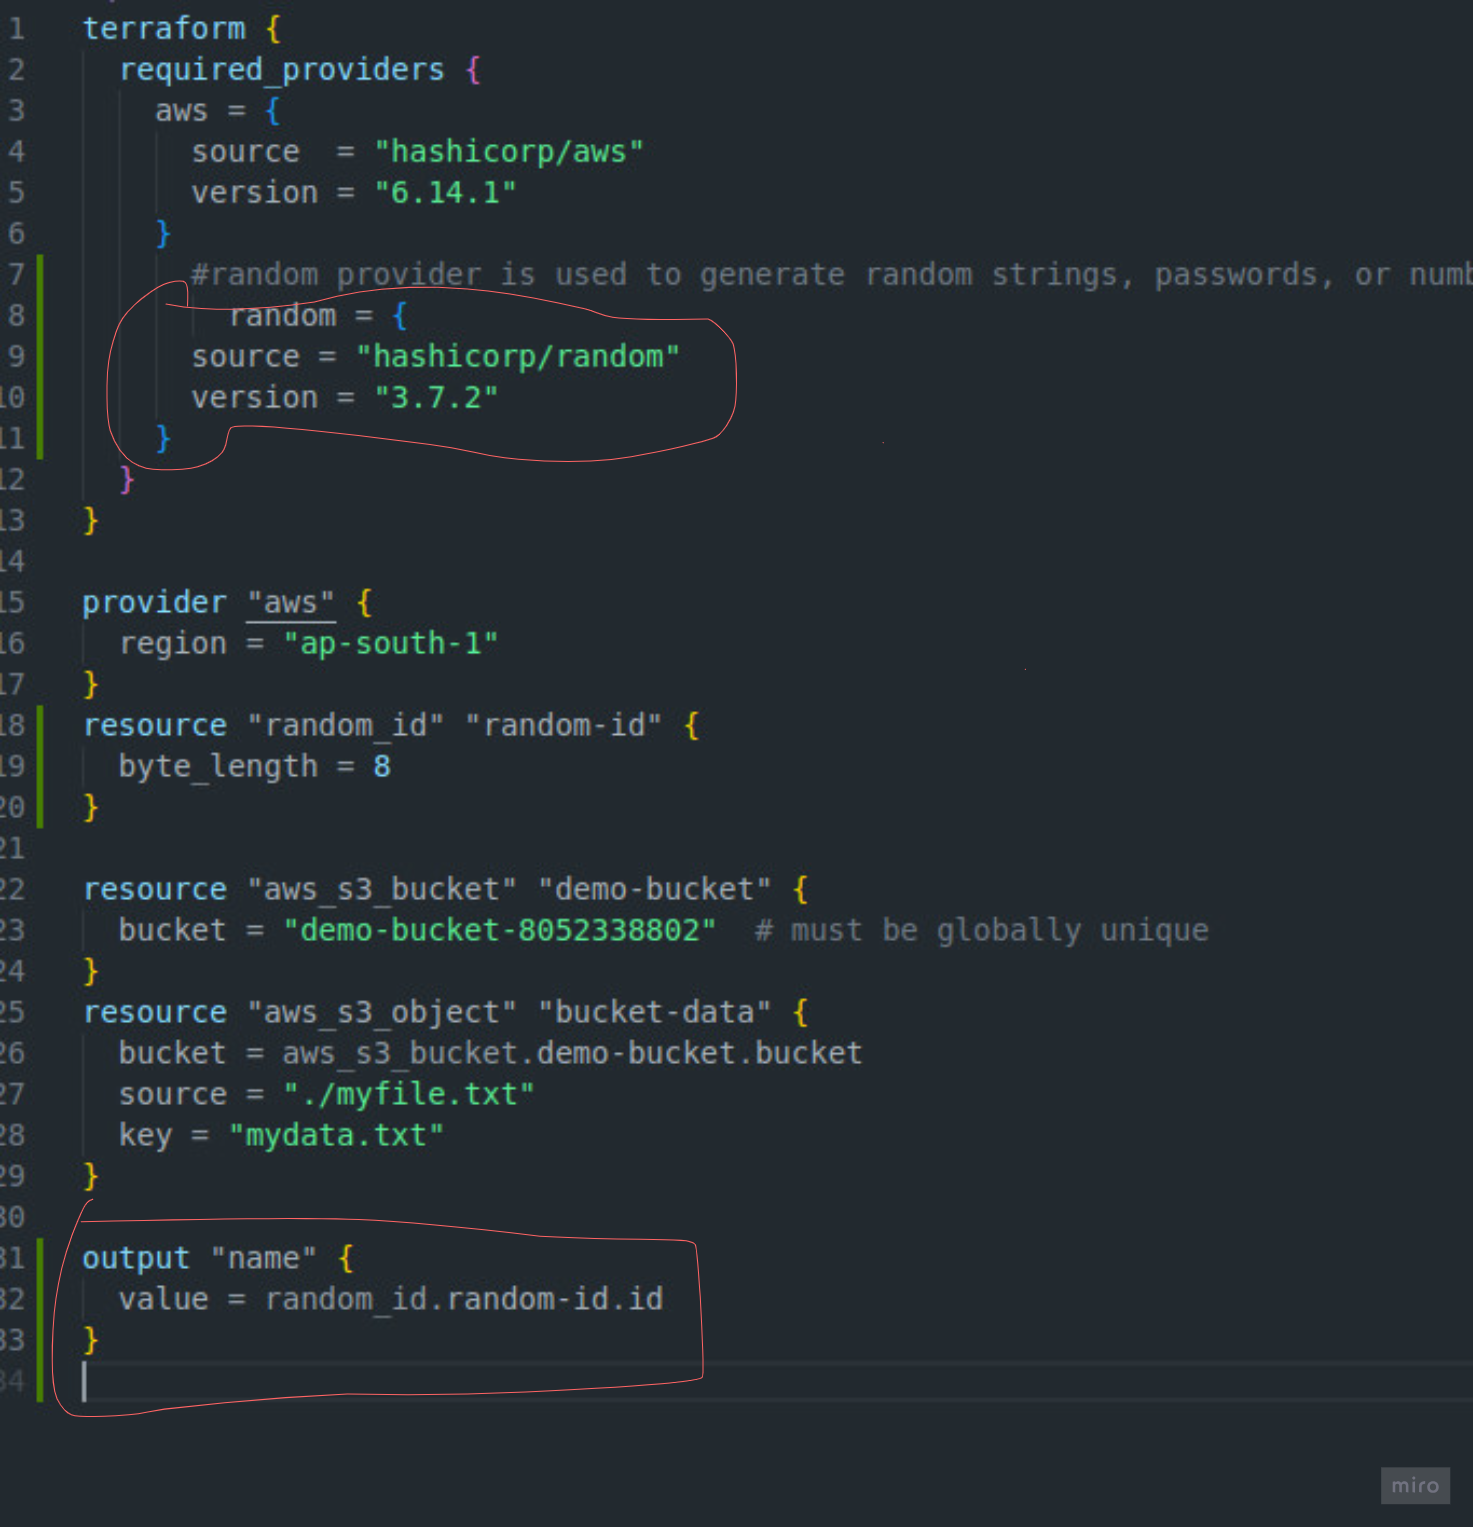 1 terraform {
2 required_providers {
3 aws = {
4 source  = "hashicorp/aws"
5 version = "6.14.1"
6 }
7 #random provider is used to generate random strings, passwords, or
8 random = {
9 source = "hashicorp/random"
10 version = "3.7.2"
11 }
12 }
13 }
14
15 provider "aws" {
16 region = "ap-south-1"
17 }
18 resource "random_id" "random-id" {
19 byte_length = 8
20 }
21
22 resource "aws_s3_bucket" "demo-bucket" {
23 bucket = "demo-bucket-8052338802"  # must be globally unique
24 }
25 resource "aws_s3_object" "bucket-data" {
26 bucket = aws_s3_bucket.demo-bucket.bucket
27 source = "./myfile.txt"
28 key = "mydata.txt"
29 }
30
31 output "name" {
32 value = random_id.random-id.id
33 }
34
miro